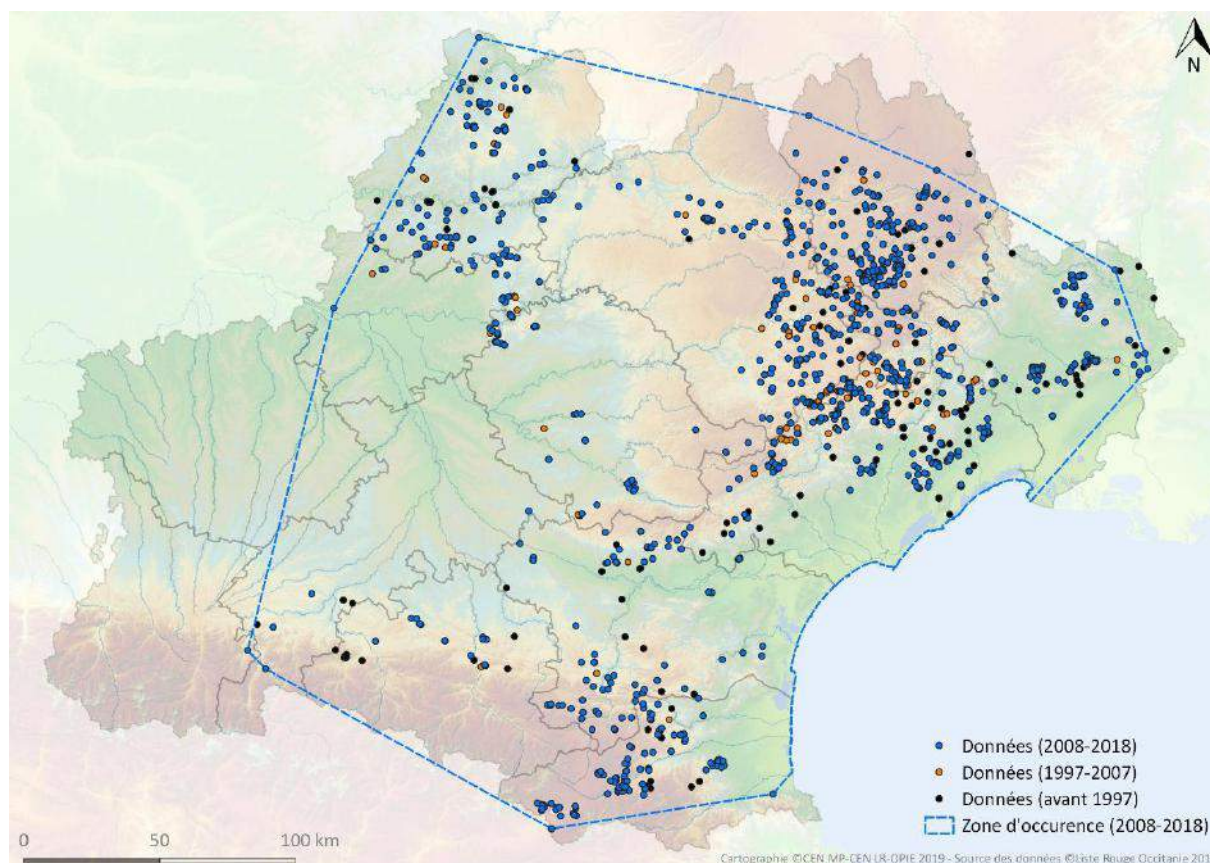 N
Données (2008-2018)
Données (1997-2007)
Données (avant 1997)
Zone d'occurence (2008-2018)
0 50 100 km
Cartographie ©CEN MP-CEN LR-OPIE 2019 - Source des données ©Liste Rouge Occitanie 201